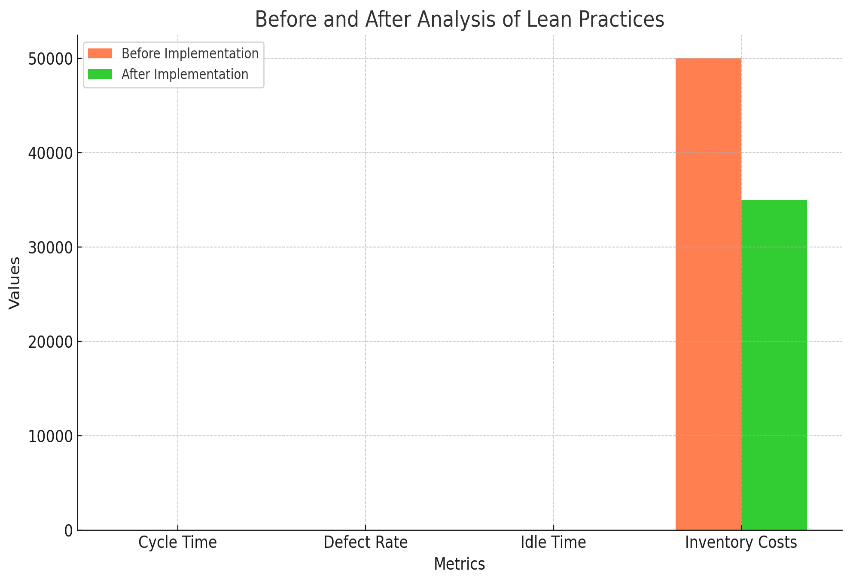 Before and After Analysis of Lean Practices
Before Implementation
After Implementation
50000
40000
30000
20000
10000
0
Values
Cycle Time
Defect Rate
Idle Time
Inventory Costs
Metrics